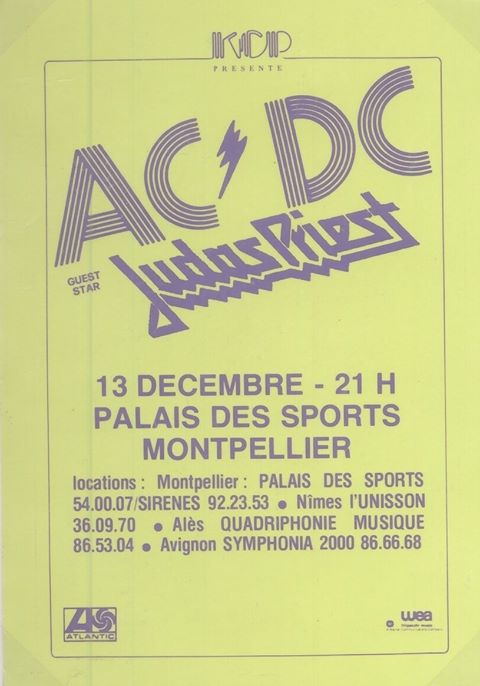 KCP
PRESENTE
AC DC
GUEST
STAR
Judas Priest
13 DECEMBRE - 21 H
PALAIS DES SPORTS
MONTPELLIER
locations : Montpellier : PALAIS DES SPORTS
54.00.07/SIRENES 92.23.53 • Nîmes l'UNISSON
36.09.70 • Alès QUADRIPHONIE MUSIQUE
86.53.04 • Avignon SYMPHONIA 2000 86.66.68
ATLANTIC
wea